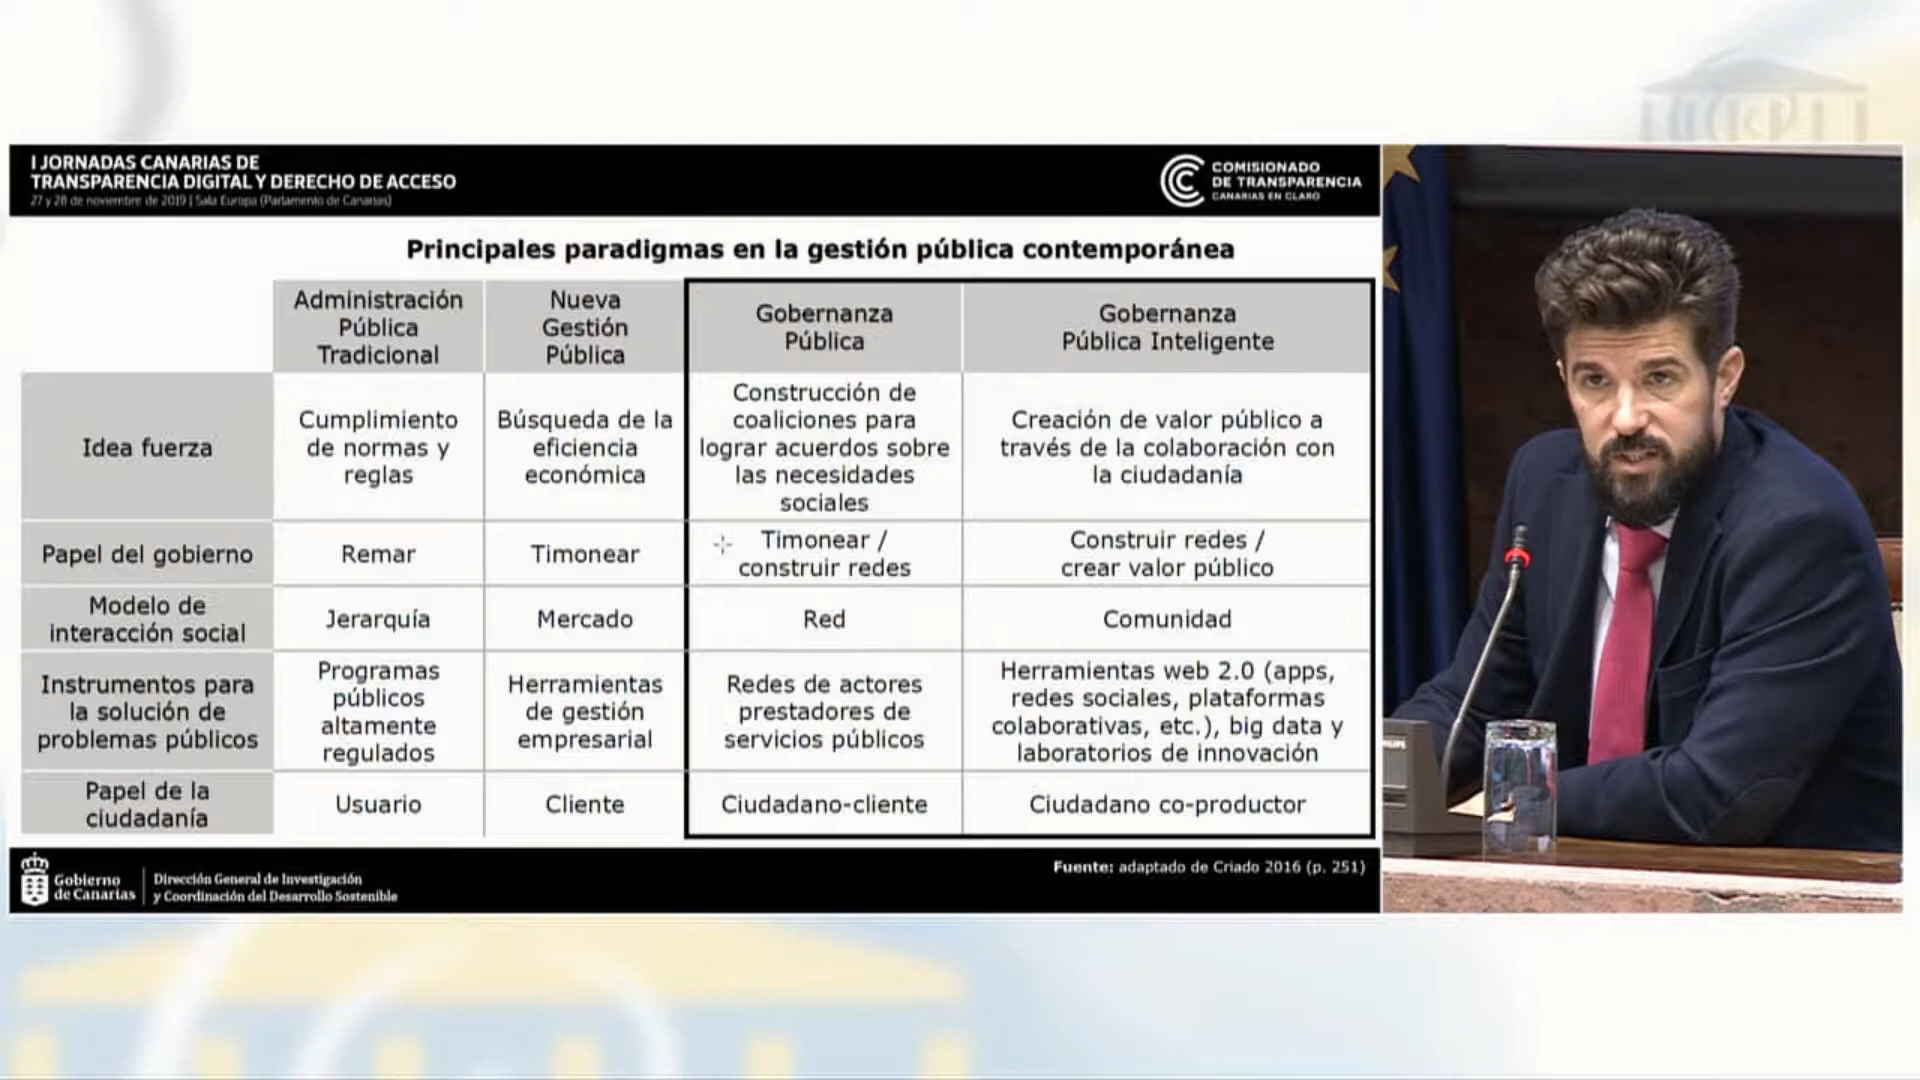 I JORNADAS CANARIAS DE
TRANSPARENCIA DIGITAL Y DERECHO DE ACCESO
27 y 28 de noviembre de 2019 | Sala Europa (Parlamento de Canarias)
COMISIONADO
DE TRANSPARENCIA
CANARIAS EN CLARO
Principales paradigmas en la gestión pública contemporánea
Administración
Pública
Tradicional
Nueva
Gestión
Pública
Gobernanza
Pública
Gobernanza
Pública Inteligente
Idea fuerza
Cumplimiento
de normas y
reglas
Búsqueda de la
eficiencia
económica
Construcción de
coaliciones para
lograr acuerdos sobre
las necesidades
sociales
Creación de valor público a
través de la colaboración con
la ciudadanía
Papel del gobierno
Remar
Timonear
Timonear /
construir redes
Construir redes /
crear valor público
Modelo de
interacción social
Jerarquía
Mercado
Red
Comunidad
Instrumentos para
la solución de
problemas públicos
Programas
públicos
altamente
regulados
Herramientas
de gestión
empresarial
Redes de actores
prestadores de
servicios públicos
Herramientas web 2.0 (apps,
redes sociales, plataformas
colaborativas, etc.), big data y
laboratorios de innovación
Papel de la
ciudadanía
Usuario
Cliente
Ciudadano-cliente
Ciudadano co-productor
Gobierno
de Canarias
Dirección General de Investigación
y Coordinación del Desarrollo Sostenible
Fuente: adaptado de Criado 2016 (p. 251)
PHILIPS